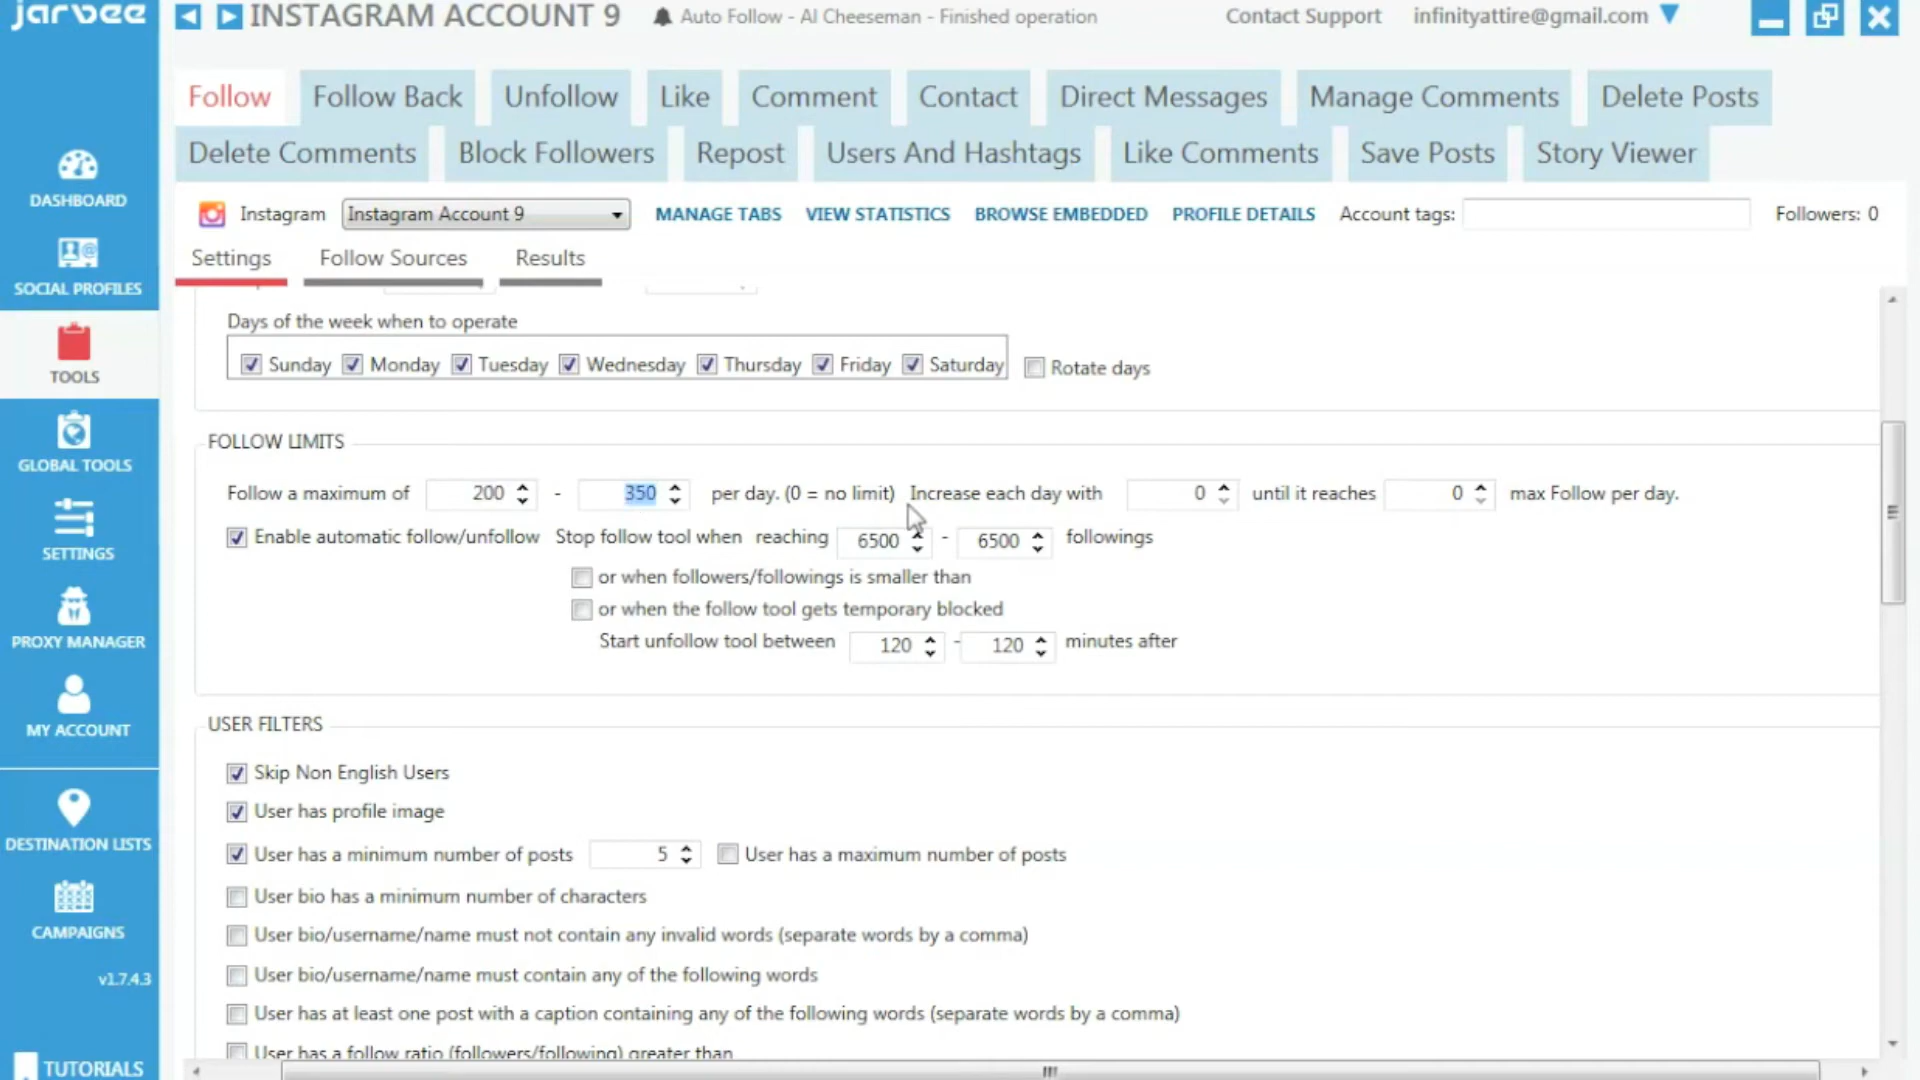 jarvee
INSTAGRAM ACCOUNT 9
Auto Follow - Al Cheeseman - Finished operation
Contact Support
infinityattire@gmail.com
Follow Follow Back Unfollow Like Comment Contact Direct Messages Manage Comments Delete Posts
Delete Comments Block Followers Repost Users And Hashtags Like Comments Save Posts Story Viewer
Instagram Instagram Account 9 MANAGE TABS VIEW STATISTICS BROWSE EMBEDDED PROFILE DETAILS Account tags: Followers: 0
Settings Follow Sources Results
DASHBOARD
SOCIAL PROFILES
TOOLS
GLOBAL TOOLS
SETTINGS
PROXY MANAGER
MY ACCOUNT
DESTINATION LISTS
CAMPAIGNS
v1.7.4.3
TUTORIALS
Days of the week when to operate
Sunday Monday Tuesday Wednesday Thursday Friday Saturday Rotate days
FOLLOW LIMITS
Follow a maximum of 200 - 350 per day. (0 = no limit) Increase each day with 0 until it reaches 0 max Follow per day.
Enable automatic follow/unfollow Stop follow tool when reaching 6500 - 6500 followings
or when followers/followings is smaller than
or when the follow tool gets temporary blocked
Start unfollow tool between 120 - 120 minutes after
USER FILTERS
Skip Non English Users
User has profile image
User has a minimum number of posts 5 User has a maximum number of posts
User bio has a minimum number of characters
User bio/username/name must not contain any invalid words (separate words by a comma)
User bio/username/name must contain any of the following words
User has at least one post with a caption containing any of the following words (separate words by a comma)
User has a follow ratio (followers/following) greater than